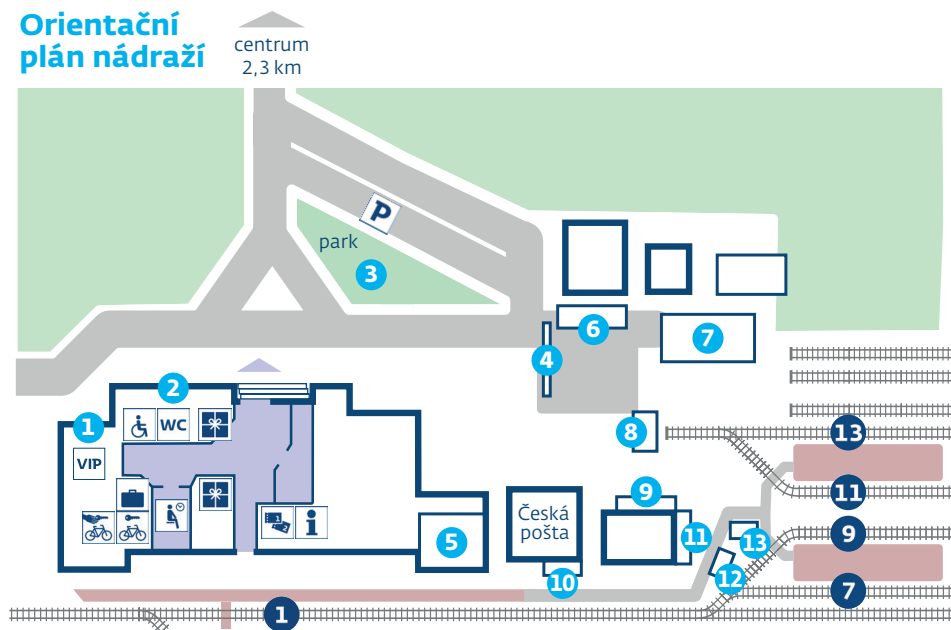 Orientační
plán nádraží
centrum
2,3 km
P
park
3
6
7
4
2
1
WC
VIP
8
13
11
9
Česká
pošta
9
11
13
5
10
12
7
1